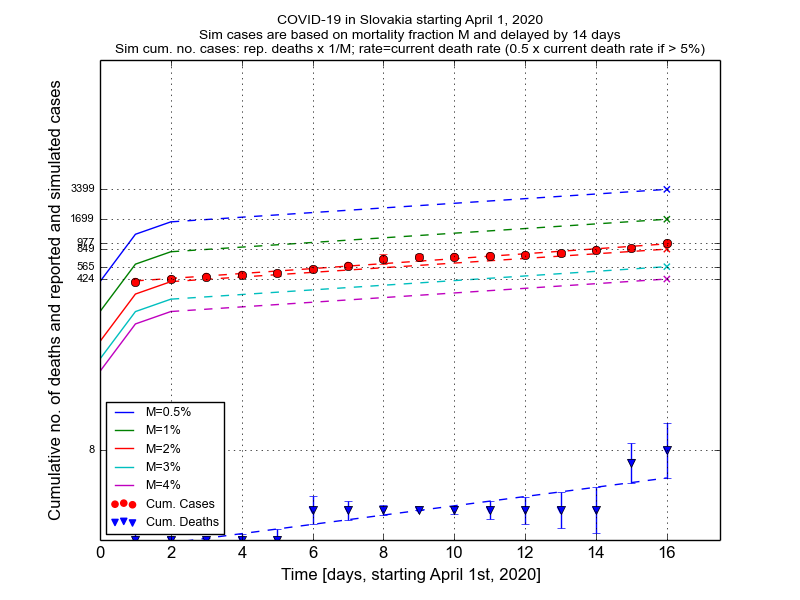 COVID-19 in Slovakia starting April 1, 2020
Sim cases are based on mortality fraction M and delayed by 14 days
Sim cum. no. cases: rep. deaths x 1/M; rate=current death rate (0.5 x current death rate if > 5%)
Cumulative no. of deaths and reported and simulated cases
3399
1699
977
849
565
424
8
M=0.5%
M=1%
M=2%
M=3%
M=4%
Cum. Cases
Cum. Deaths
0 2 4 6 8 10 12 14 16
Time [days, starting April 1st, 2020]